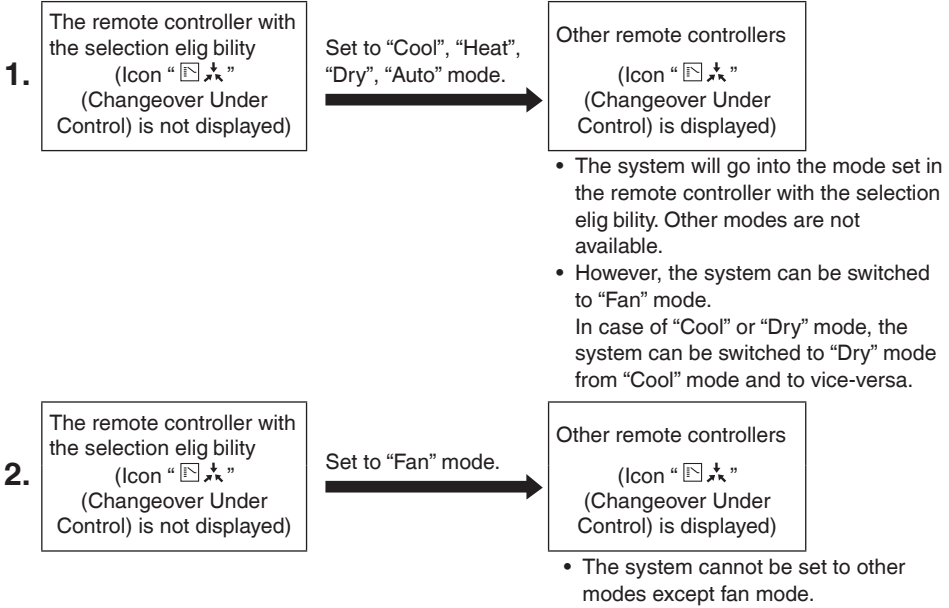 1.
The remote controller with
the selection elig bility
(Icon “ ”
(Changeover Under
Control) is not displayed)
Set to “Cool”, “Heat”,
“Dry”, “Auto” mode.
Other remote controllers
(Icon “ ”
(Changeover Under
Control) is displayed)
• The system will go into the mode set in
the remote controller with the selection
elig bility. Other modes are not
available.
• However, the system can be switched
to “Fan” mode.
In case of “Cool” or “Dry” mode, the
system can be switched to “Dry” mode
from “Cool” mode and to vice-versa.
2.
The remote controller with
the selection elig bility
(Icon “ ”
(Changeover Under
Control) is not displayed)
Set to “Fan” mode.
Other remote controllers
(Icon “ ”
(Changeover Under
Control) is displayed)
• The system cannot be set to other
modes except fan mode.